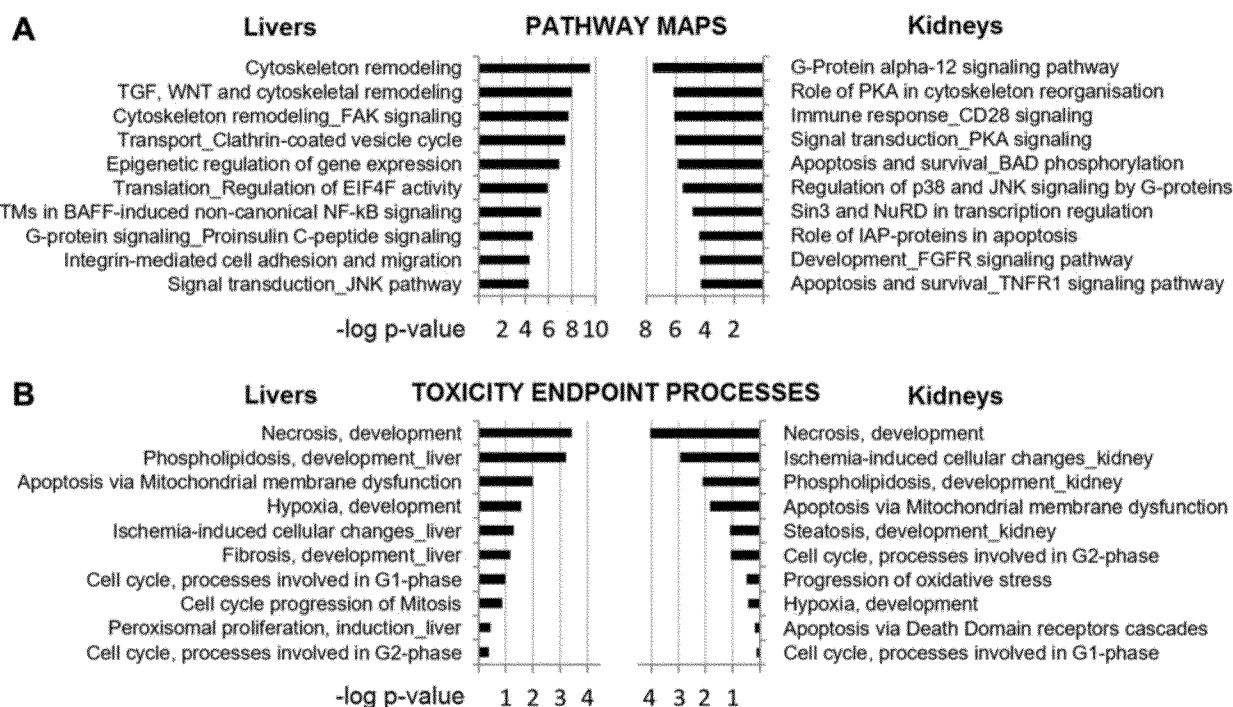 A Livers PATHWAY MAPS Kidneys
Cytoskeleton remodeling G-Protein alpha-12 signaling pathway
TGF, WNT and cytoskeletal remodeling Role of PKA in cytoskeleton reorganisation
Cytoskeleton remodeling_FAK signaling Immune response_CD28 signaling
Transport_Clathrin-coated vesicle cycle Signal transduction_PKA signaling
Epigenetic regulation of gene expression Apoptosis and survival_BAD phosphorylation
Translation_Regulation of EIF4F activity Regulation of p38 and JNK signaling by G-proteins
TMs in BAFF-induced non-canonical NF-kB signaling Sin3 and NuRD in transcription regulation
G-protein signaling_Proinsulin C-peptide signaling Role of IAP-proteins in apoptosis
Integrin-mediated cell adhesion and migration Development_FGFR signaling pathway
Signal transduction_JNK pathway Apoptosis and survival_TNFR1 signaling pathway
-log p-value 2 4 6 8 10 8 6 4 2
B Livers TOXICITY ENDPOINT PROCESSES Kidneys
Necrosis, development Necrosis, development
Phospholipidosis, development_liver Ischemia-induced cellular changes_kidney
Apoptosis via Mitochondrial membrane dysfunction Phospholipidosis, development_kidney
Hypoxia, development Apoptosis via Mitochondrial membrane dysfunction
Ischemia-induced cellular changes_liver Steatosis, development_kidney
Fibrosis, development_liver Cell cycle, processes involved in G2-phase
Cell cycle, processes involved in G1-phase Progression of oxidative stress
Cell cycle progression of Mitosis Hypoxia, development
Peroxisomal proliferation, induction_liver Apoptosis via Death Domain receptors cascades
Cell cycle, processes involved in G2-phase Cell cycle, processes involved in G1-phase
-log p-value 1 2 3 4 4 3 2 1